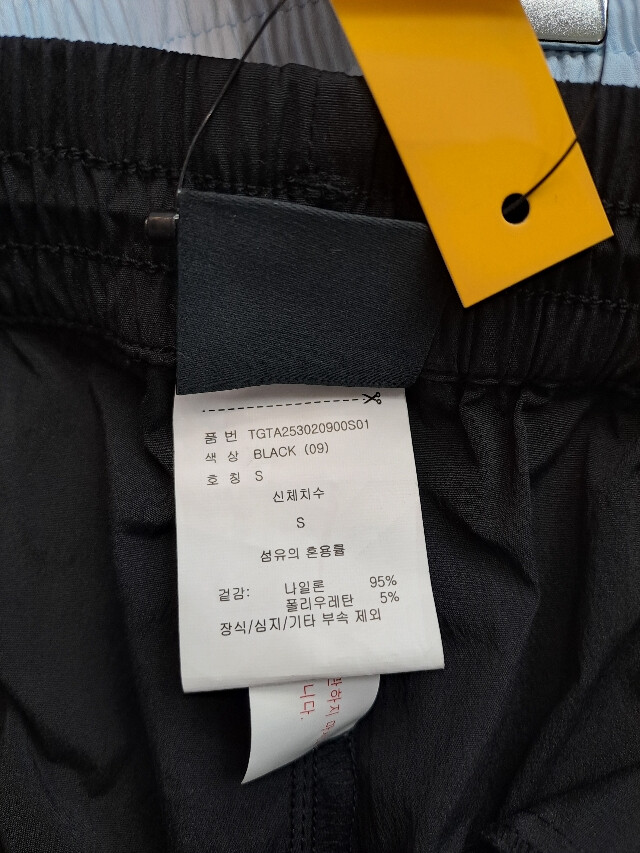 품 번 TGTA253020900S01
색 상 BLACK (09)
호 칭 S
신체치수
S
섬유의 혼용률
겉감: 나일론 95%
폴리우레탄 5%
장식/심지/기타 부속 제외
니다.